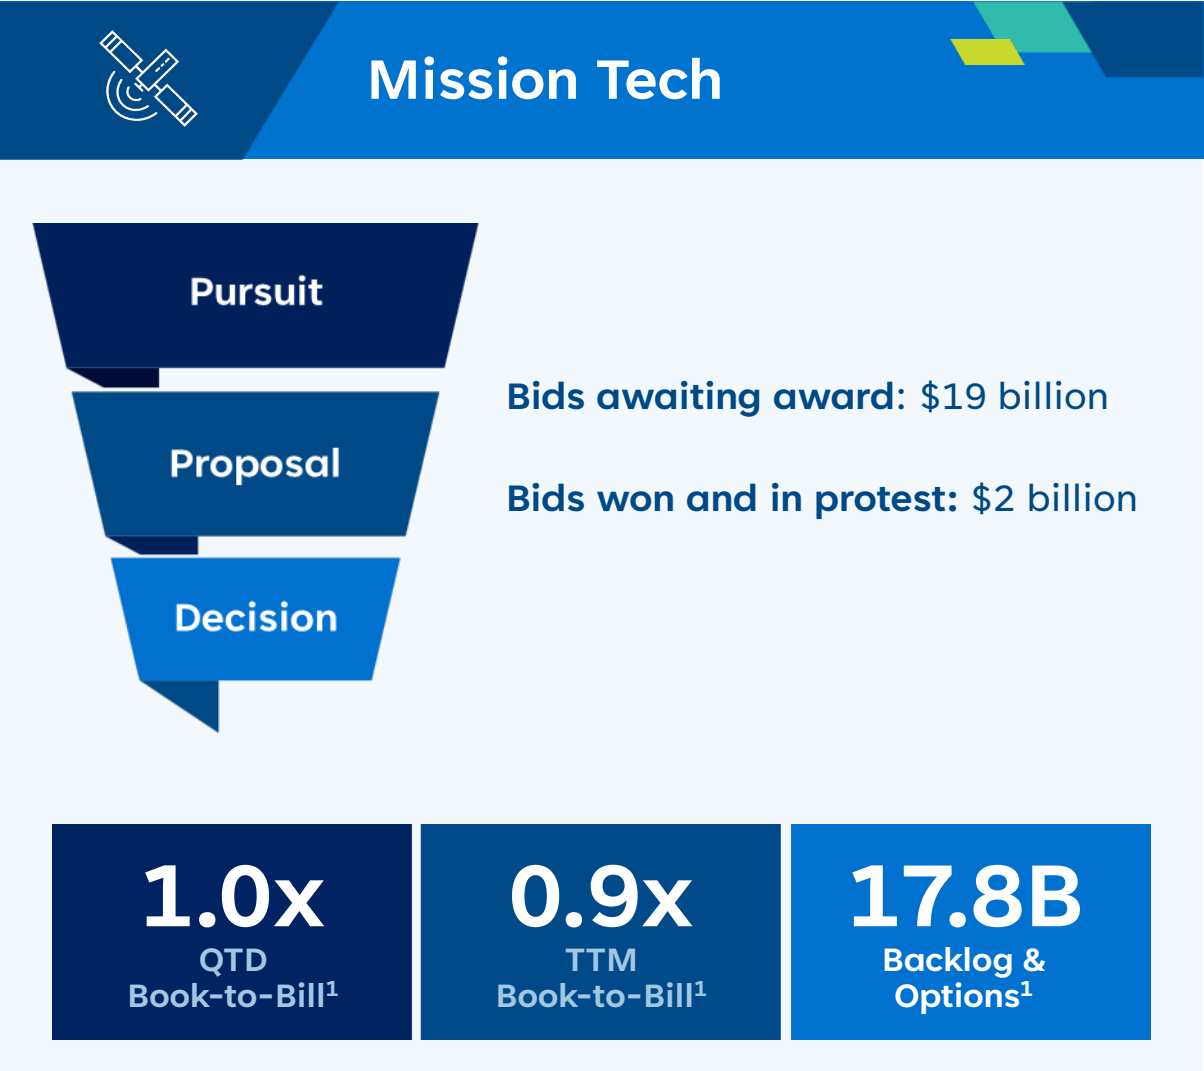 Mission Tech
Pursuit
Proposal
Decision
Bids awaiting award: $19 billion
Bids won and in protest: $2 billion
1.0x
QTD
Book-to-Bill¹
0.9x
TTM
Book-to-Bill¹
17.8B
Backlog &
Options¹